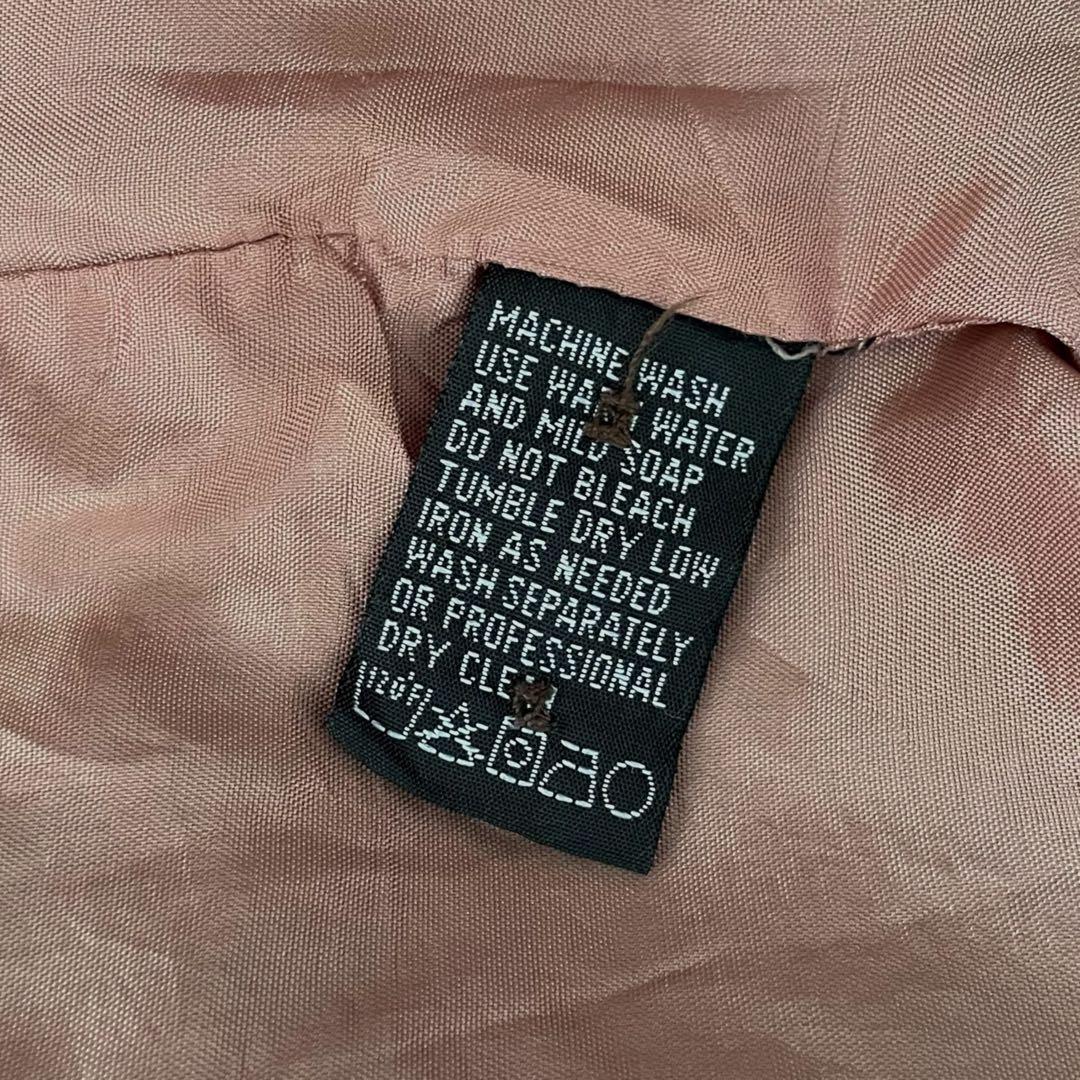 MACHINE WASH
USE WARM WATER
AND MILD SOAP
DO NOT BLEACH
TUMBLE DRY LOW
IRON AS NEEDED
WASH SEPARATELY
OR PROFESSIONAL
DRY CLEAN
120°F